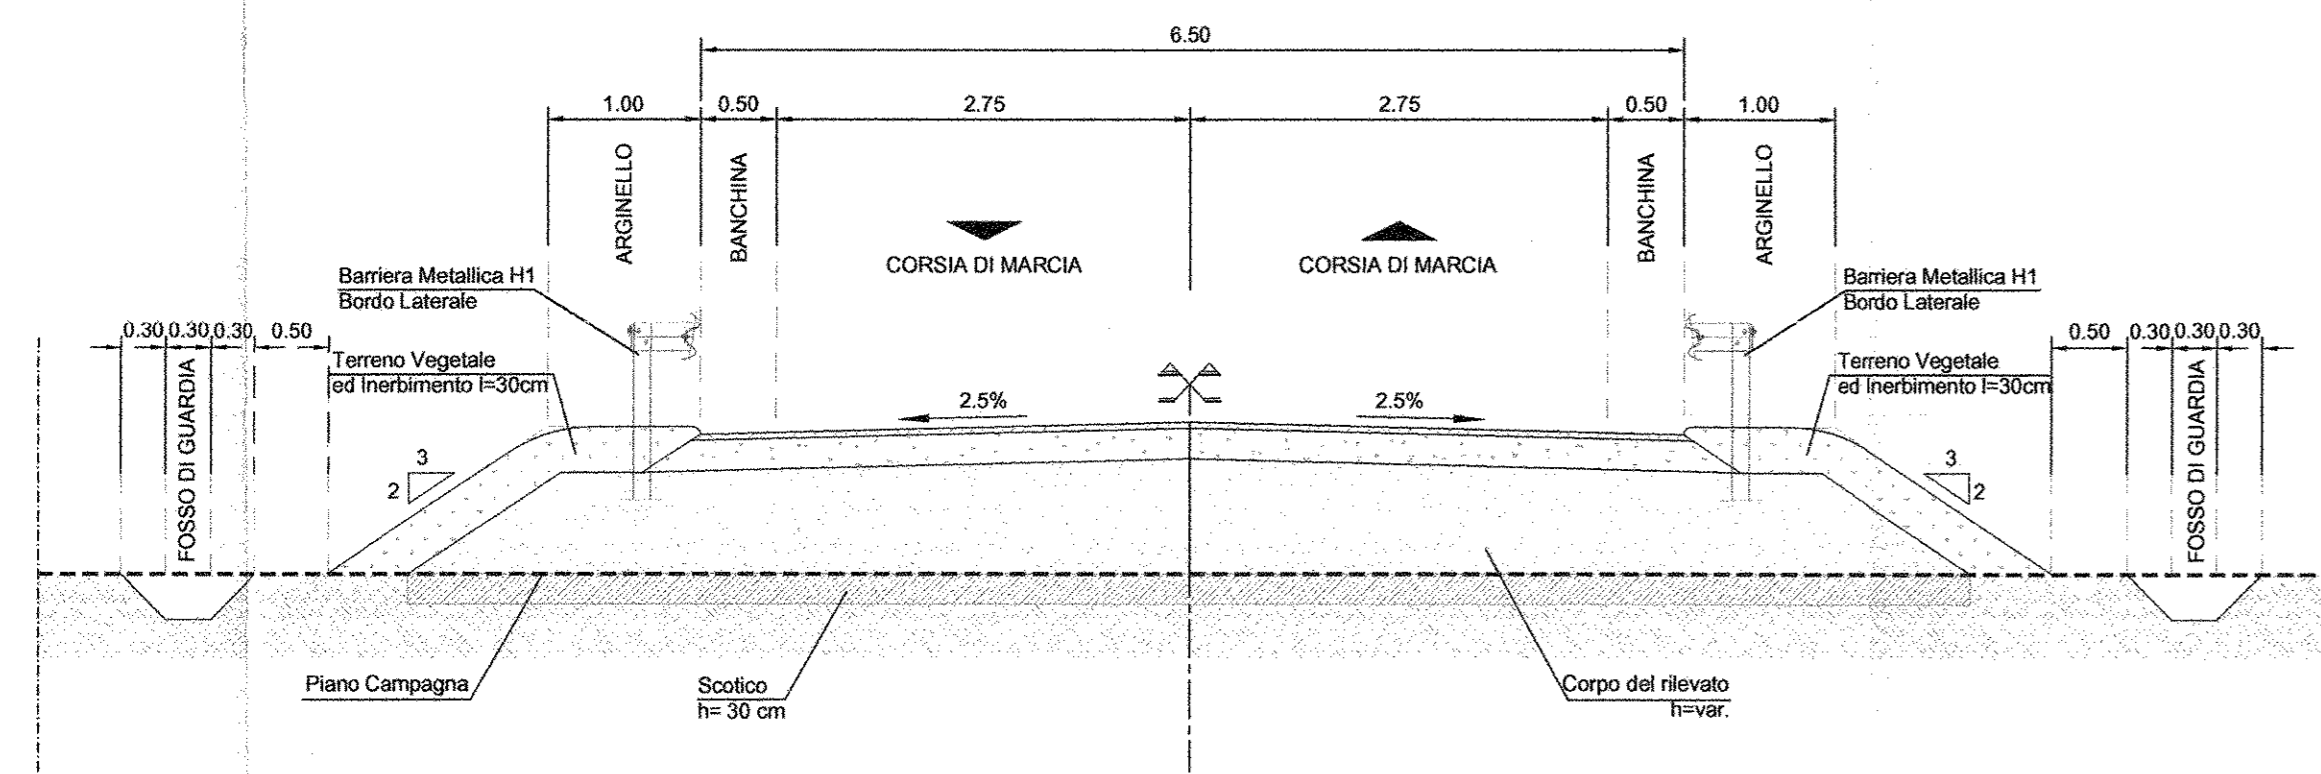 6.50
1.00 0.50 2.75 2.75 0.50 1.00
ARGINELLO
BANCHINA
CORSIA DI MARCIA
CORSIA DI MARCIA
BANCHINA
ARGINELLO
Barriera Metallica H1
Bordo Laterale
Barriera Metallica H1
Bordo Laterale
0.30 0.30 0.30 0.50
0.50 0.30 0.30 0.30
FOSSO DI GUARDIA
Terreno Vegetale
ed Inerbimento l=30cm
Terreno Vegetale
ed Inerbimento l=30cm
FOSSO DI GUARDIA
2.5% 2.5%
3
2
3
2
Piano Campagna
Scotico
h= 30 cm
Corpo del rilevato
h=var.